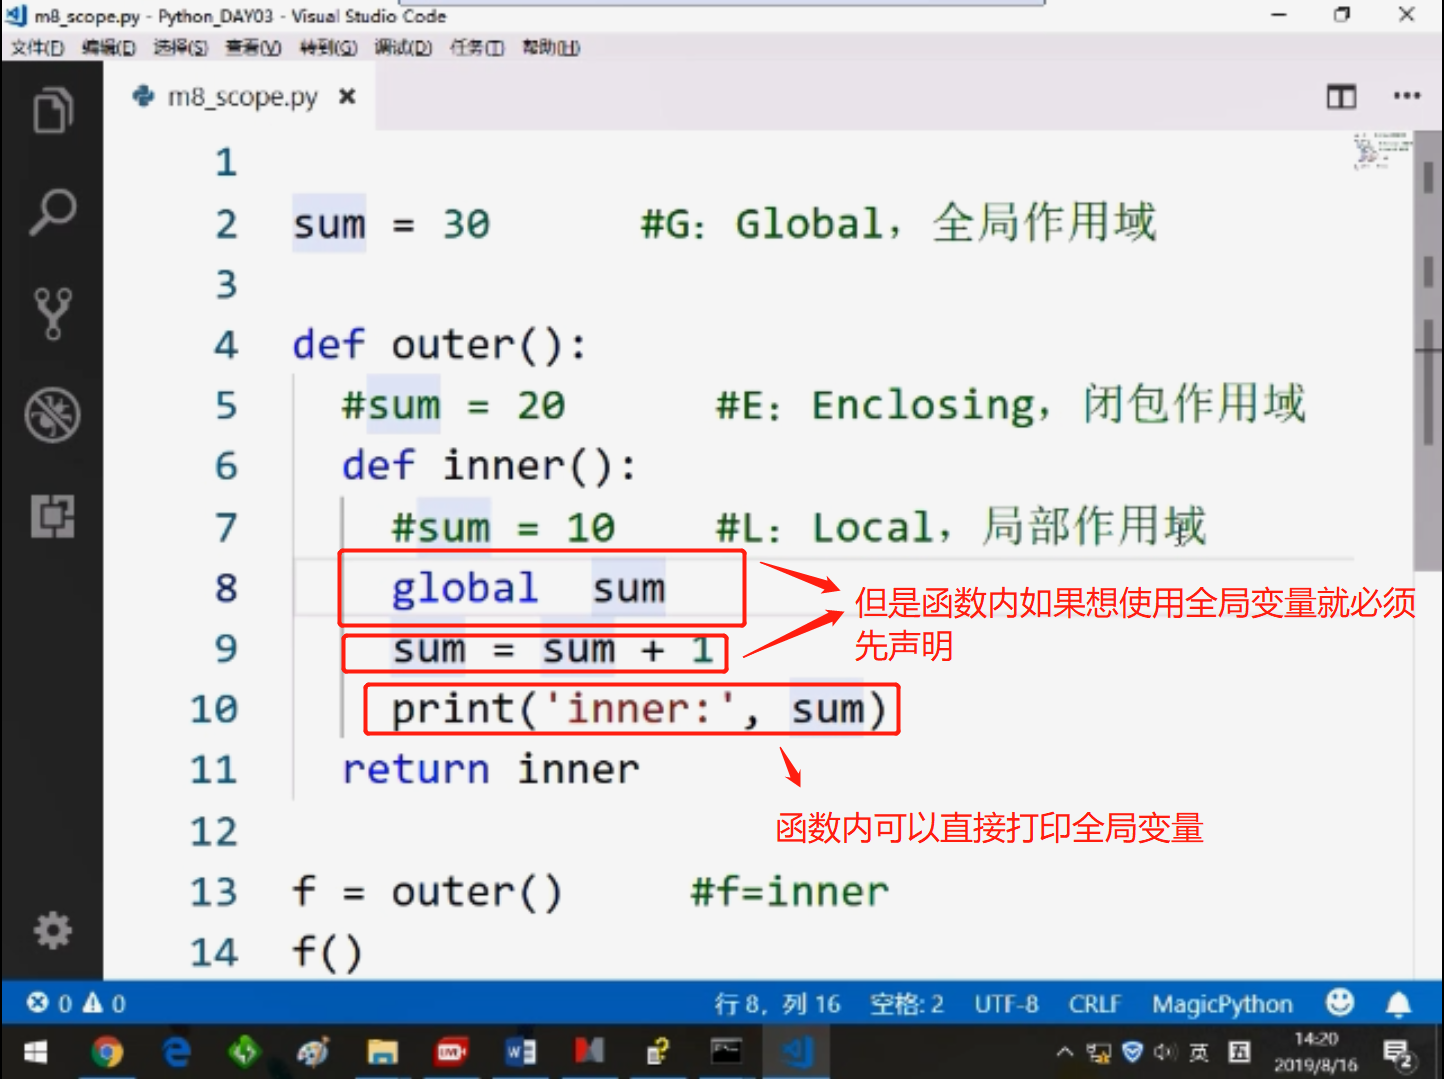 m8_scope.py - Python_DAY03 - Visual Studio Code
文件(F) 编辑(E) 选择(S) 查看(V) 转到(G) 调试(D) 任务(T) 帮助(H)
m8_scope.py
1
2 sum = 30 #G: Global, 全局作用域
3
4 def outer():
5 #sum = 20 #E: Enclosing, 闭包作用域
6 def inner():
7 #sum = 10 #L: Local, 局部作用域
8 global sum
但是函数内如果想使用全局变量就必须
先声明
9 sum = sum + 1
10 print('inner:', sum)
11 return inner
函数内可以直接打印全局变量
12
13 f = outer() #f=inner
14 f()
0 0 行 8, 列 16 空格: 2 UTF-8 CRLF MagicPython
英 五 14:20
2019/8/16
2